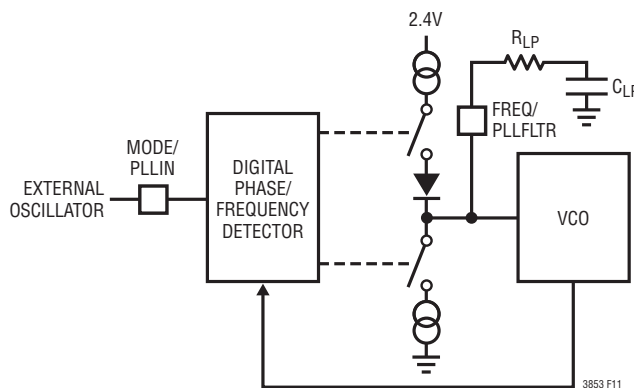 2.4V
RLP
CLP
FREQ/
PLLFLTR
MODE/
PLLIN
EXTERNAL
OSCILLATOR
DIGITAL
PHASE/
FREQUENCY
DETECTOR
VCO
3853 F11